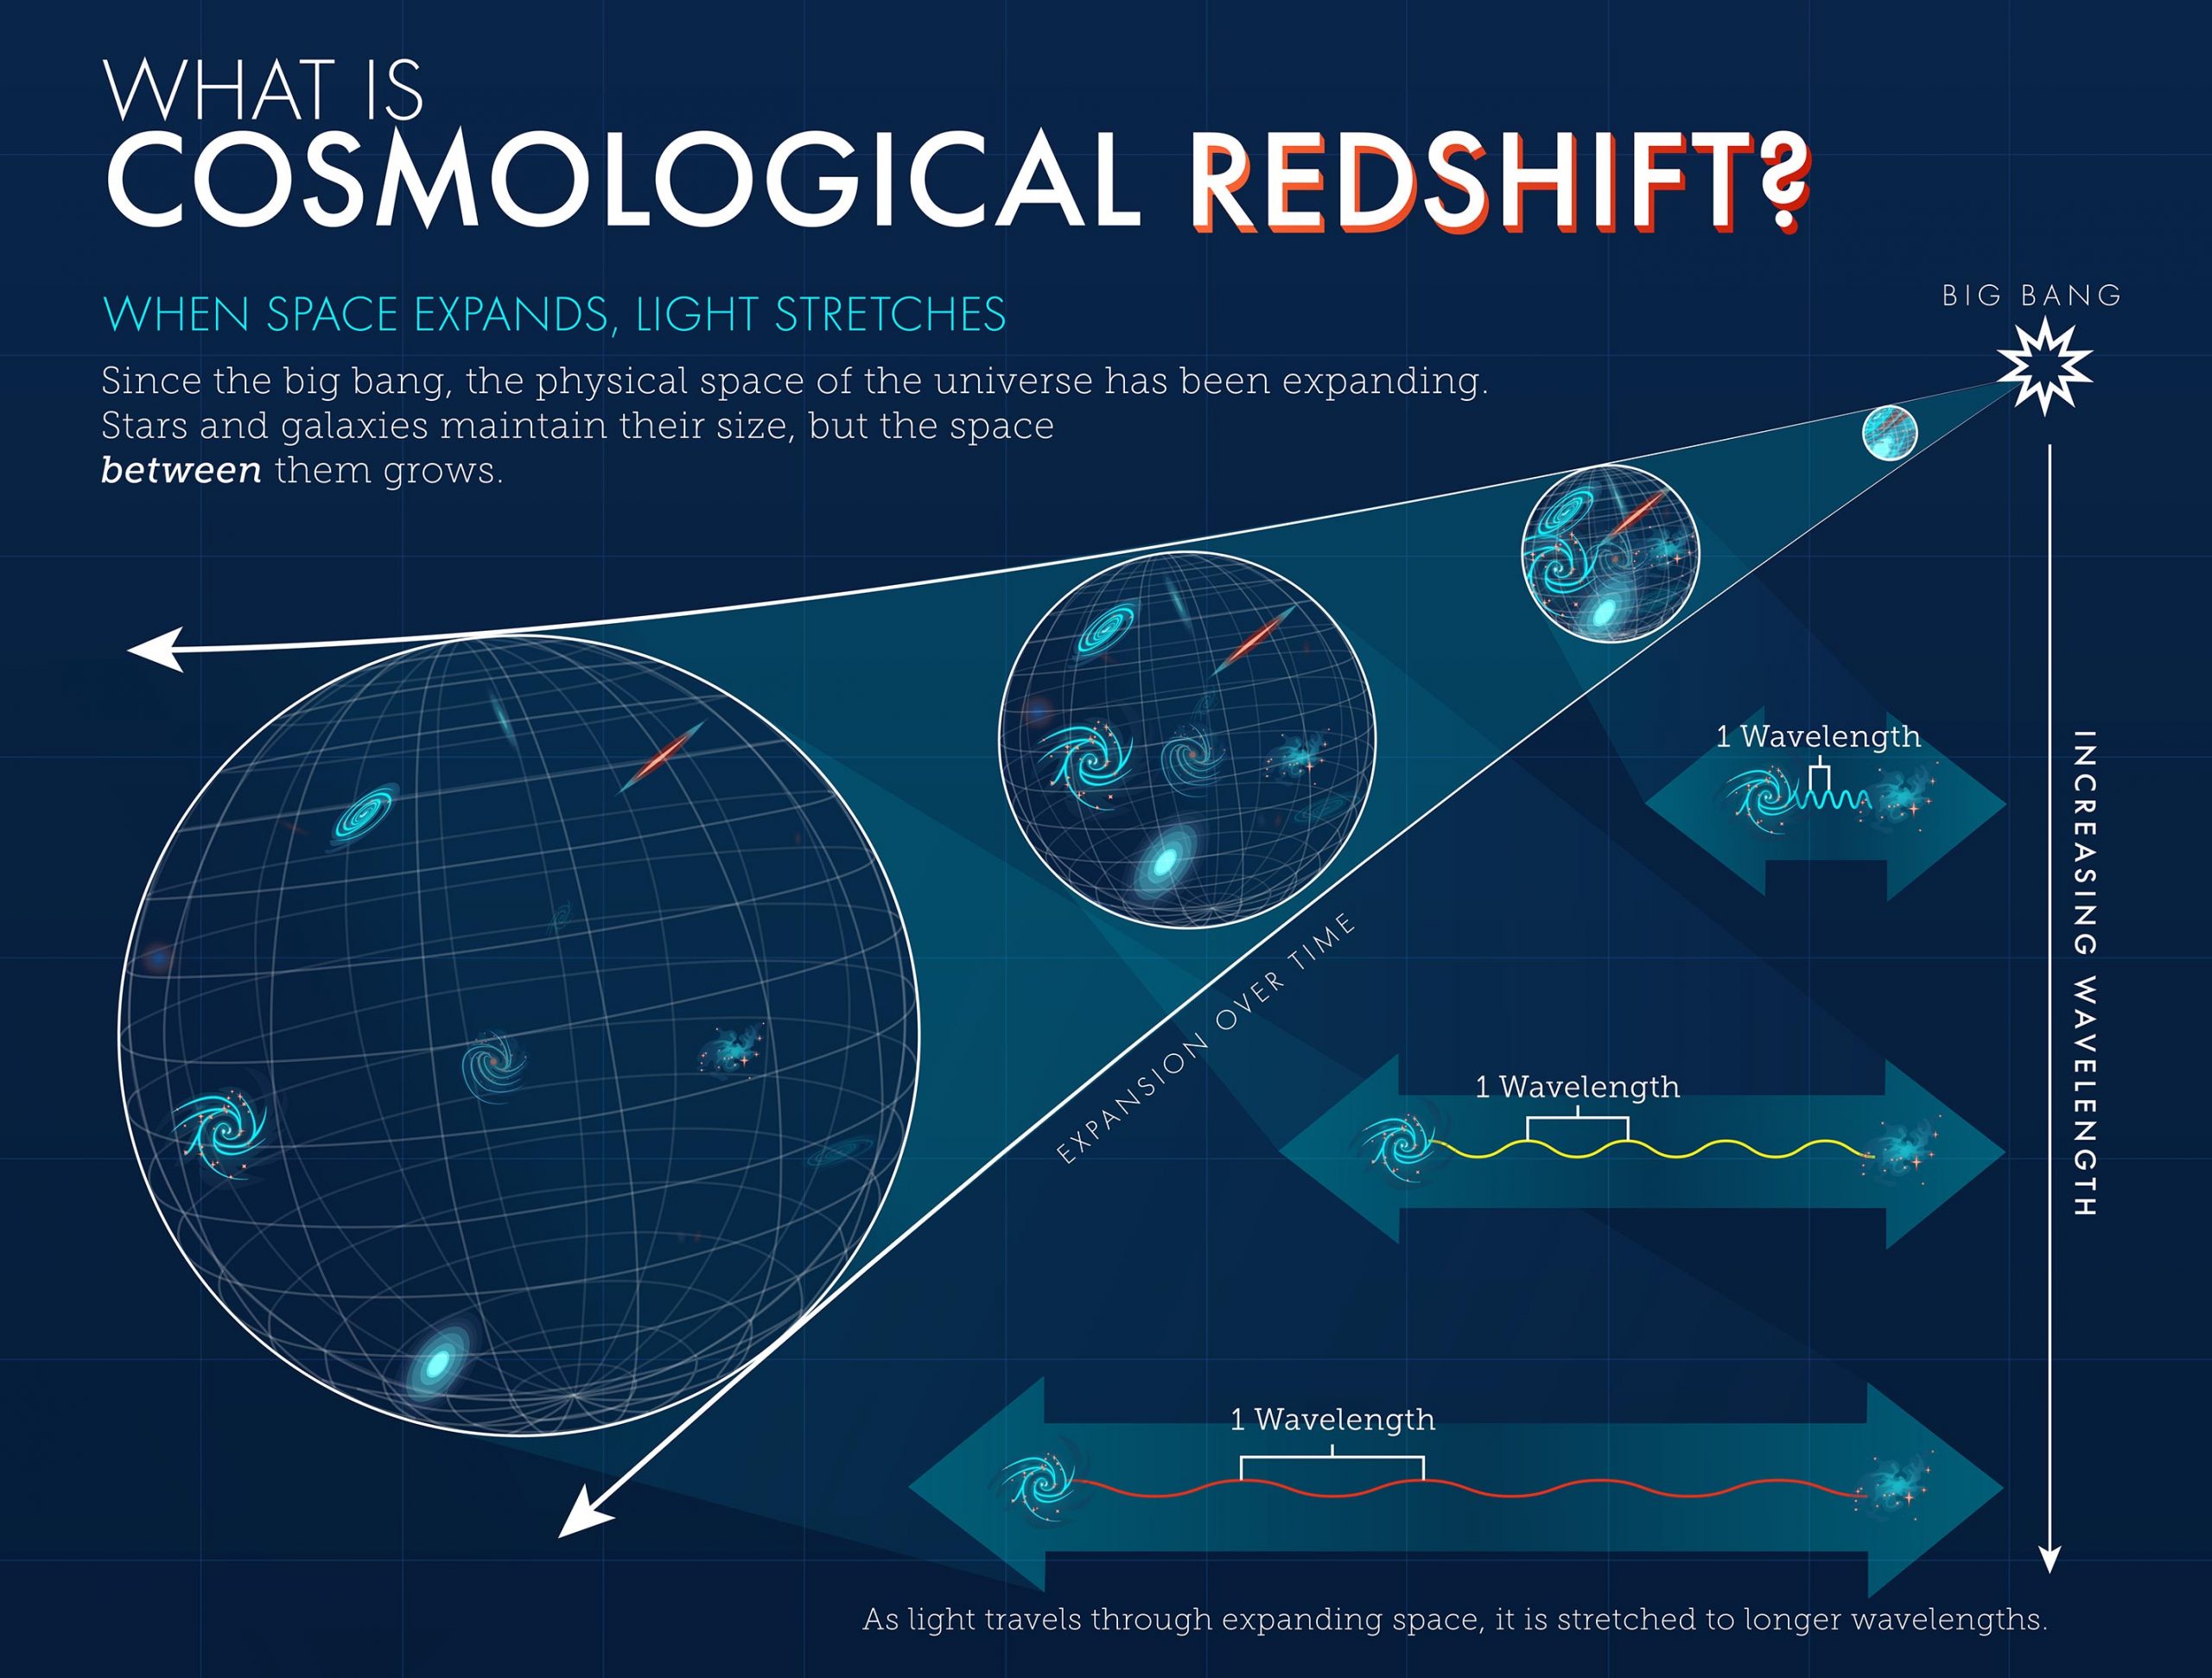 WHAT IS
COSMOLOGICAL REDSHIFT?
WHEN SPACE EXPANDS, LIGHT STRETCHES
Since the big bang, the physical space of the universe has been expanding.
Stars and galaxies maintain their size, but the space
between them grows.
BIG BANG
1 Wavelength
INCREASING WAVELENGTH
EXPANSION OVER TIME
1 Wavelength
1 Wavelength
As light travels through expanding space, it is stretched to longer wavelengths.